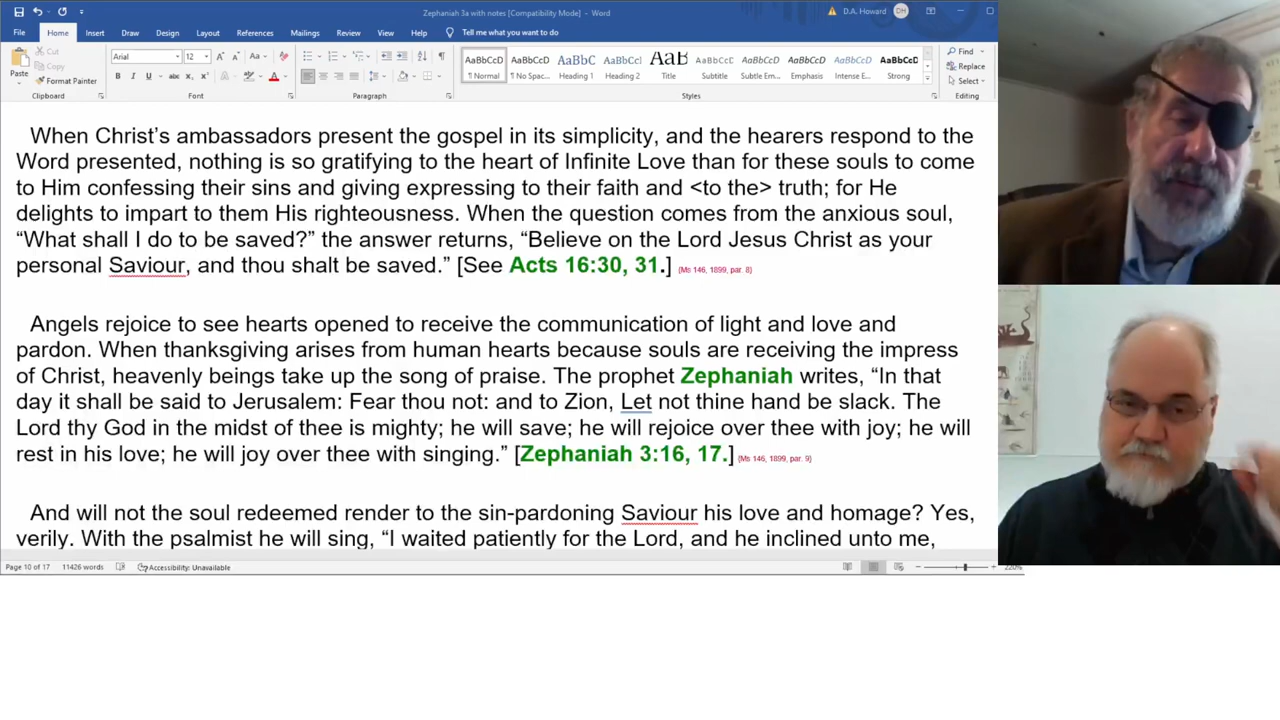 Zephaniah 3a with notes [Compatibility Mode] - Word
D.A. Howard
DH
File Home Insert Draw Design Layout References Mailings Review View Help Tell me what you want to do
Paste
Cut
Copy
Format Painter
Clipboard
Arial 12
Font
Paragraph
AaBbCcD AaBbCcD AaBbC AaBbCc AaB AaBbCcD AaBbCcD AaBbCcD AaBbCcD AaBbCcD
¶ Normal ¶ No Spac... Heading 1 Heading 2 Title Subtitle Subtle Em... Emphasis Intense E... Strong
Styles
Find
Replace
Select
Editing
When Christ’s ambassadors present the gospel in its simplicity, and the hearers respond to the
Word presented, nothing is so gratifying to the heart of Infinite Love than for these souls to come
to Him confessing their sins and giving expressing to their faith and <to the> truth; for He
delights to impart to them His righteousness. When the question comes from the anxious soul,
“What shall I do to be saved?” the answer returns, “Believe on the Lord Jesus Christ as your
personal Saviour, and thou shalt be saved.” [See Acts 16:30, 31.] (Ms 146, 1899, par. 8)
Angels rejoice to see hearts opened to receive the communication of light and love and
pardon. When thanksgiving arises from human hearts because souls are receiving the impress
of Christ, heavenly beings take up the song of praise. The prophet Zephaniah writes, “In that
day it shall be said to Jerusalem: Fear thou not: and to Zion, Let not thine hand be slack. The
Lord thy God in the midst of thee is mighty; he will save; he will rejoice over thee with joy; he will
rest in his love; he will joy over thee with singing.” [Zephaniah 3:16, 17.] (Ms 146, 1899, par. 9)
And will not the soul redeemed render to the sin-pardoning Saviour his love and homage? Yes,
verily. With the psalmist he will sing, “I waited patiently for the Lord, and he inclined unto me,
Page 10 of 17 11426 words Accessibility: Unavailable 220%